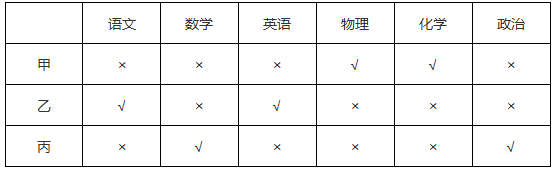 语文 数学 英语 物理 化学 政治
甲 × × × √ √ ×
乙 √ × √ × × ×
丙 × √ × × × √